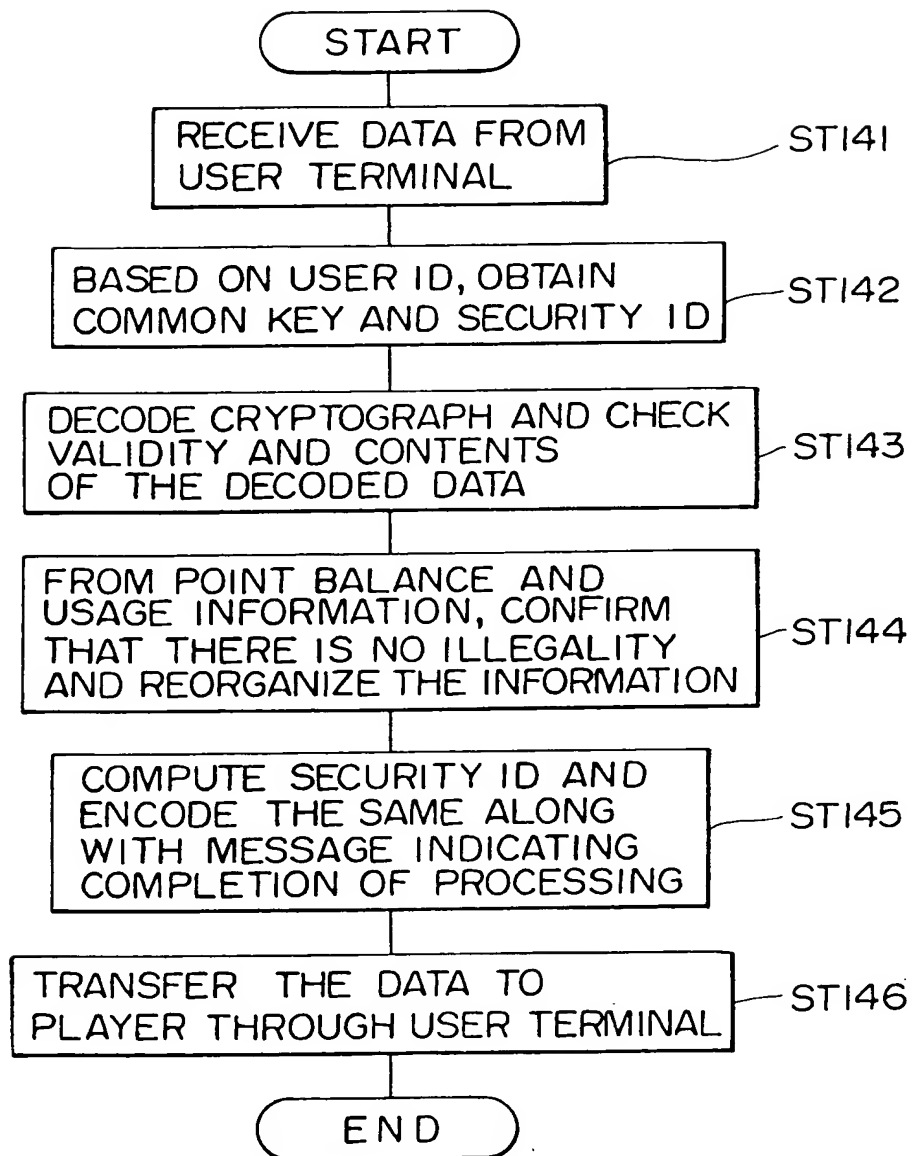 START
RECEIVE DATA FROM
USER TERMINAL
ST141
BASED ON USER ID, OBTAIN
COMMON KEY AND SECURITY ID
ST142
DECODE CRYPTOGRAPH AND CHECK
VALIDITY AND CONTENTS
OF THE DECODED DATA
ST143
FROM POINT BALANCE AND
USAGE INFORMATION, CONFIRM
THAT THERE IS NO ILLEGALITY
AND REORGANIZE THE INFORMATION
ST144
COMPUTE SECURITY ID AND
ENCODE THE SAME ALONG
WITH MESSAGE INDICATING
COMPLETION OF PROCESSING
ST145
TRANSFER THE DATA TO
PLAYER THROUGH USER TERMINAL
ST146
END